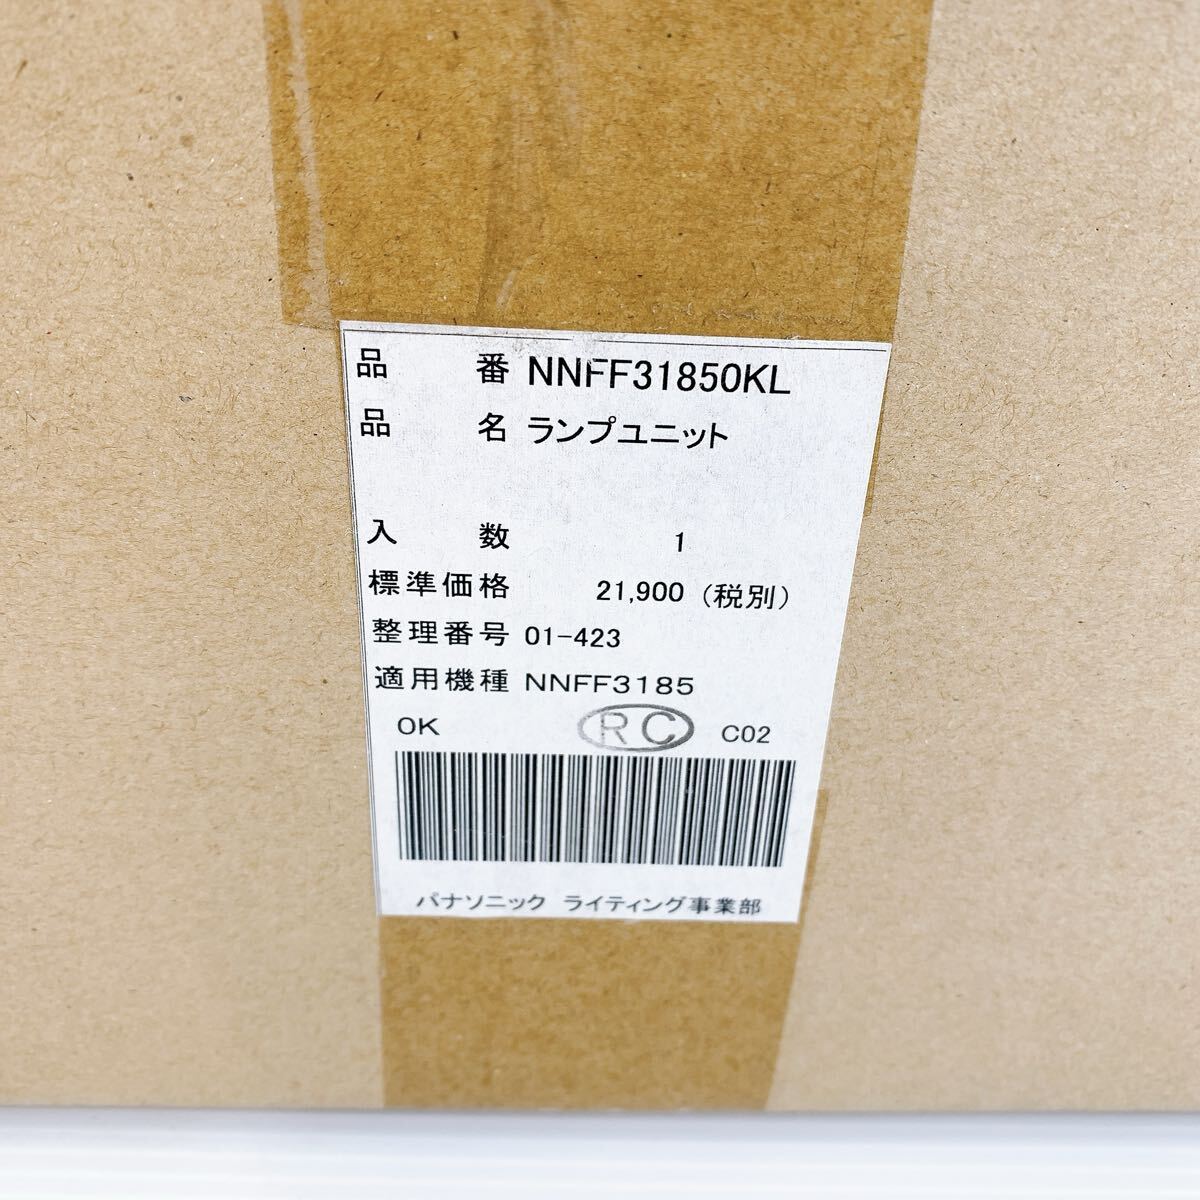 品番 NNFF31850KL
品名 ランプユニット
入数 1
標準価格 21,900 (税別)
整理番号 01-423
適用機種 NNFF3185
OK RC C02
パナソニック ライティング事業部